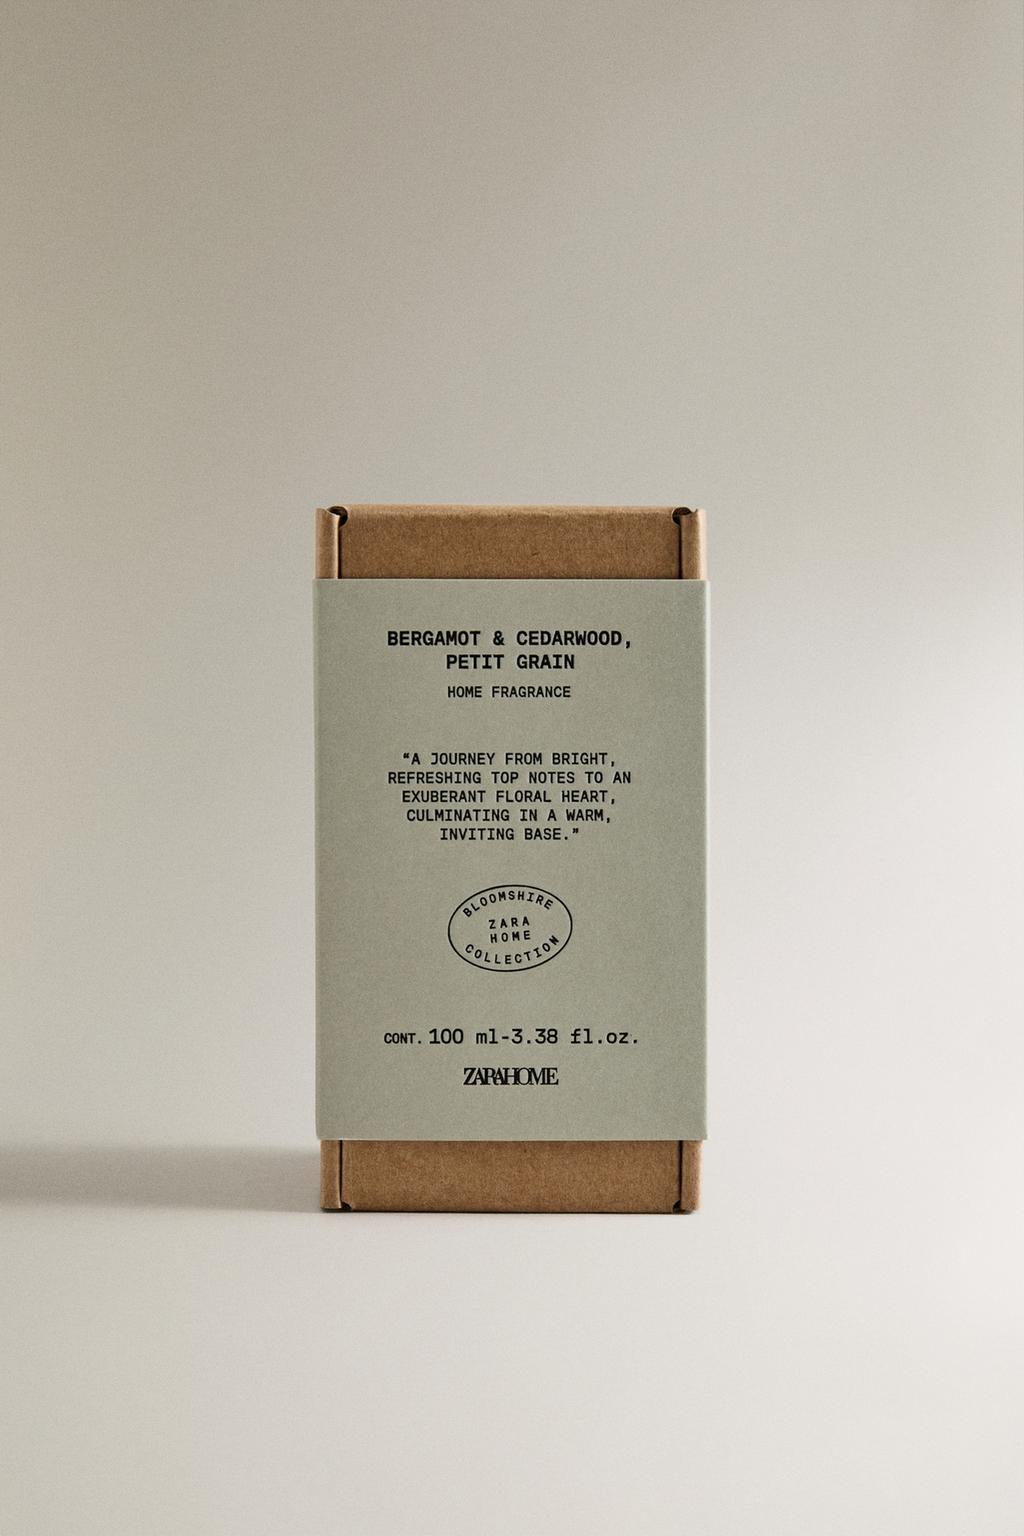 BERGAMOT & CEDARWOOD,
PETIT GRAIN
HOME FRAGRANCE
“A JOURNEY FROM BRIGHT,
REFRESHING TOP NOTES TO AN
EXUBERANT FLORAL HEART,
CULMINATING IN A WARM,
INVITING BASE.”
BLOOMSHIRE
ZARA
HOME
COLLECTION
CONT. 100 ml-3.38 fl.oz.
ZARAHOME